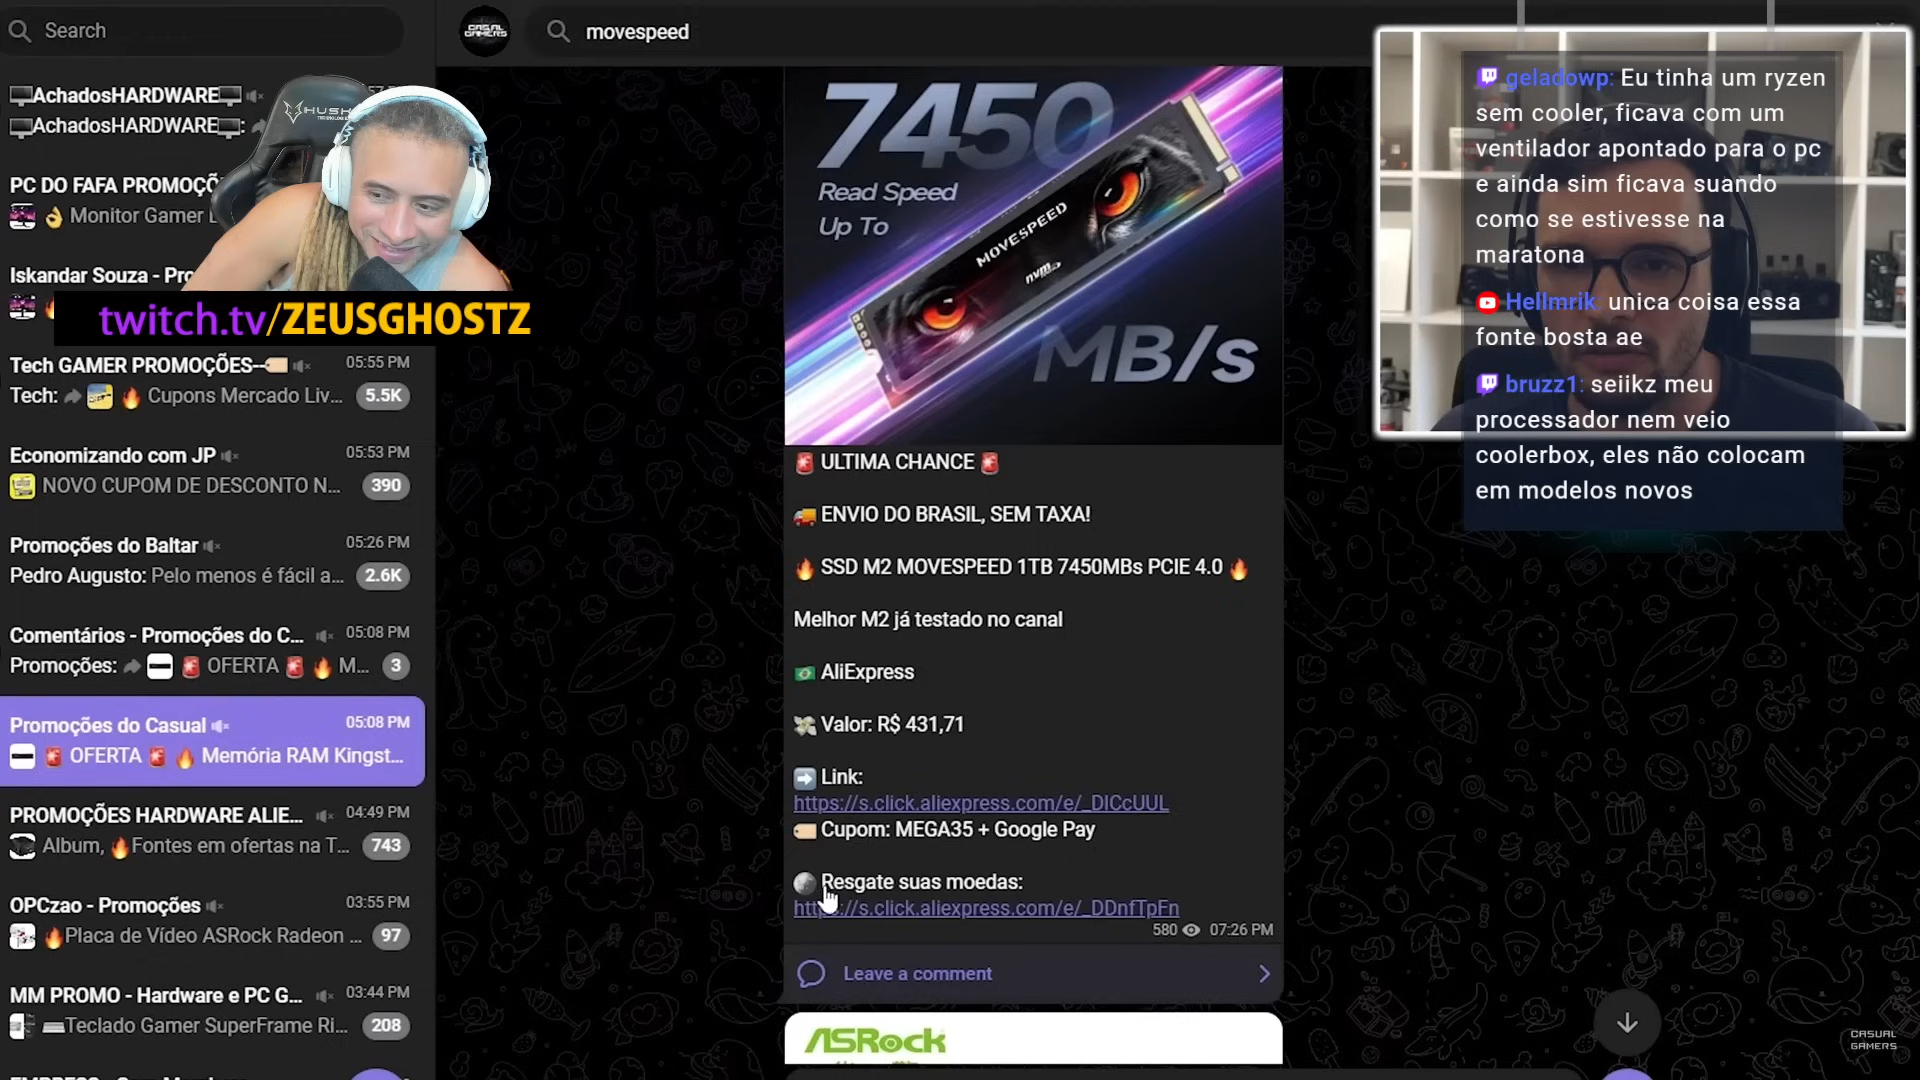 Search
AchadosHARDWARE
AchadosHARDWARE:
PC DO FAFA PROMOÇÕ
Monitor Gamer
Iskandar Souza - Pro
HUSK
twitch.tv/ZEUSGHOSTZ
Tech GAMER PROMOÇÕES-- 05:55 PM
Tech: Cupons Mercado Liv... 5.5K
Economizando com JP 05:53 PM
NOVO CUPOM DE DESCONTO N... 390
Promoções do Baltar 05:26 PM
Pedro Augusto: Pelo menos é fácil a... 2.6K
Comentários - Promoções do C... 05:08 PM
Promoções: OFERTA M... 3
Promoções do Casual 05:08 PM
OFERTA Memória RAM Kingst...
PROMOÇÕES HARDWARE ALIE... 04:49 PM
Album, Fontes em ofertas na T... 743
OPCzao - Promoções 03:55 PM
Placa de Vídeo ASRock Radeon ... 97
MM PROMO - Hardware e PC G... 03:44 PM
Teclado Gamer SuperFrame Ri... 208
CASUAL GAMERS
movespeed
7450
Read Speed
Up To
MOVESPEED
nvm
MB/s
ULTIMA CHANCE
ENVIO DO BRASIL, SEM TAXA!
SSD M2 MOVESPEED 1TB 7450MBs PCIE 4.0
Melhor M2 já testado no canal
AliExpress
Valor: R$ 431,71
Link:
https://s.click.aliexpress.com/e/_DlCcUUL
Cupom: MEGA35 + Google Pay
Resgate suas moedas:
https://s.click.aliexpress.com/e/_DDnfTpFn
580 07:26 PM
Leave a comment
ASRock
geladowp: Eu tinha um ryzen
sem cooler, ficava com um
ventilador apontado para o pc
e ainda sim ficava suando
como se estivesse na
maratona
Hellmrik: unica coisa essa
fonte bosta ae
bruzz1: seiikz meu
processador nem veio
coolerbox, eles não colocam
em modelos novos
CASUAL
GAMERS